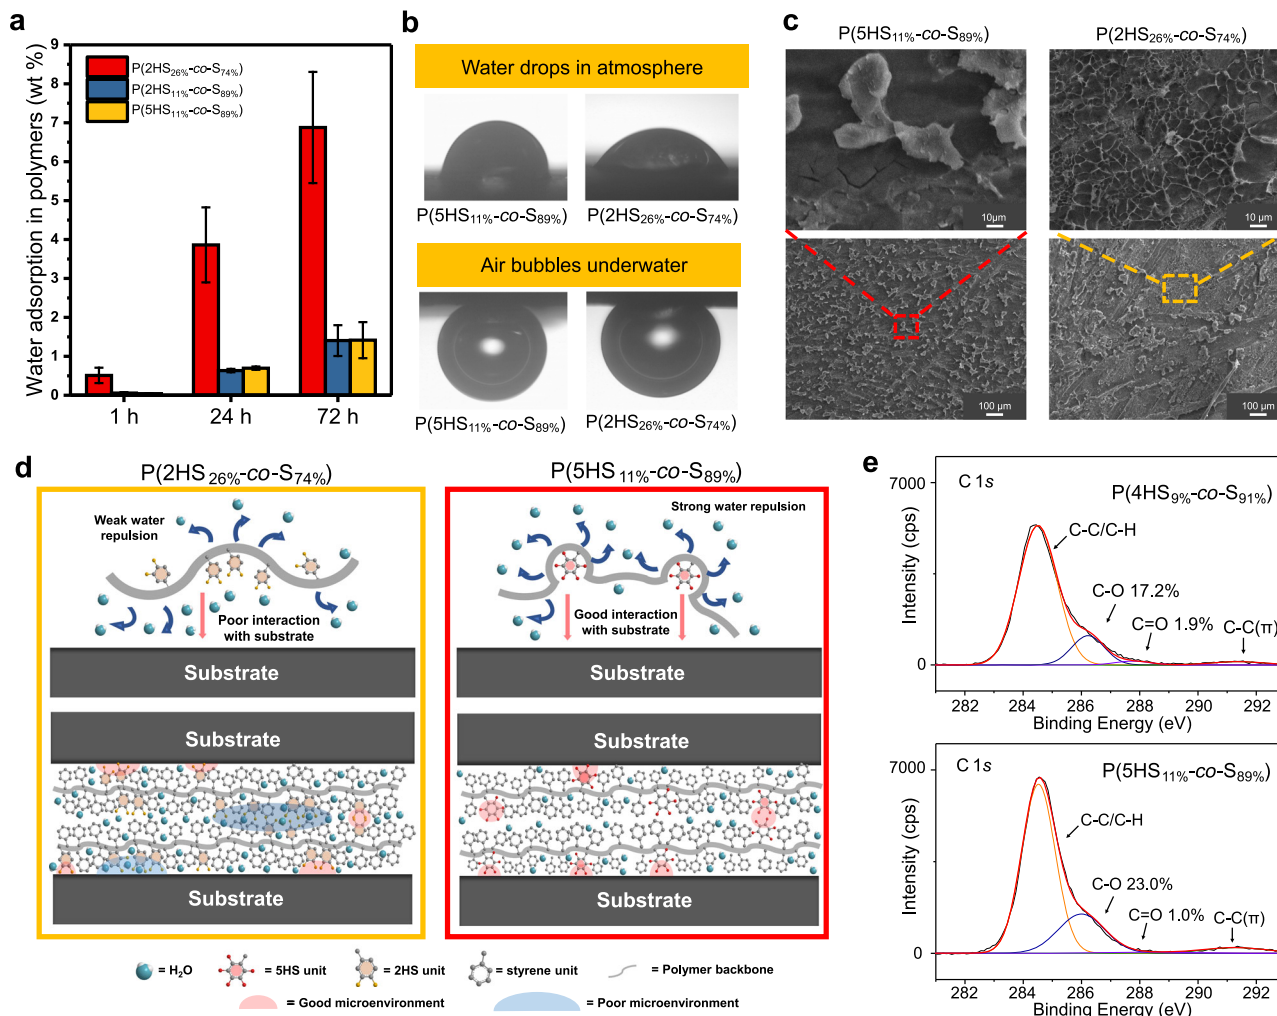 a
Water adsorption in polymers (wt %)
9
8
7
6
5
4
3
2
1
0
P(2HS26%-co-S74%)
P(2HS11%-co-S89%)
P(5HS11%-co-S89%)
1 h
24 h
72 h
b
Water drops in atmosphere
P(5HS11%-co-S89%)
P(2HS26%-co-S74%)
Air bubbles underwater
P(5HS11%-co-S89%)
P(2HS26%-co-S74%)
c
P(5HS11%-co-S89%)
P(2HS26%-co-S74%)
10μm
10 μm
100 μm
100 μm
d
P(2HS26%-co-S74%)
Weak water
repulsion
Poor interaction
with substrate
Substrate
Substrate
Substrate
P(5HS11%-co-S89%)
Strong water repulsion
Good interaction
with substrate
Substrate
Substrate
Substrate
= H2O
= 5HS unit
= 2HS unit
= styrene unit
= Polymer backbone
= Good microenvironment
= Poor microenvironment
e
Intensity (cps)
7000
0
C 1s
P(4HS9%-co-S91%)
C-C/C-H
C-O 17.2%
C=O 1.9%
C-C(π)
282 284 286 288 290 292
Binding Energy (eV)
Intensity (cps)
7000
0
C 1s
P(5HS11%-co-S89%)
C-C/C-H
C-O 23.0%
C=O 1.0%
C-C(π)
282 284 286 288 290 292
Binding Energy (eV)